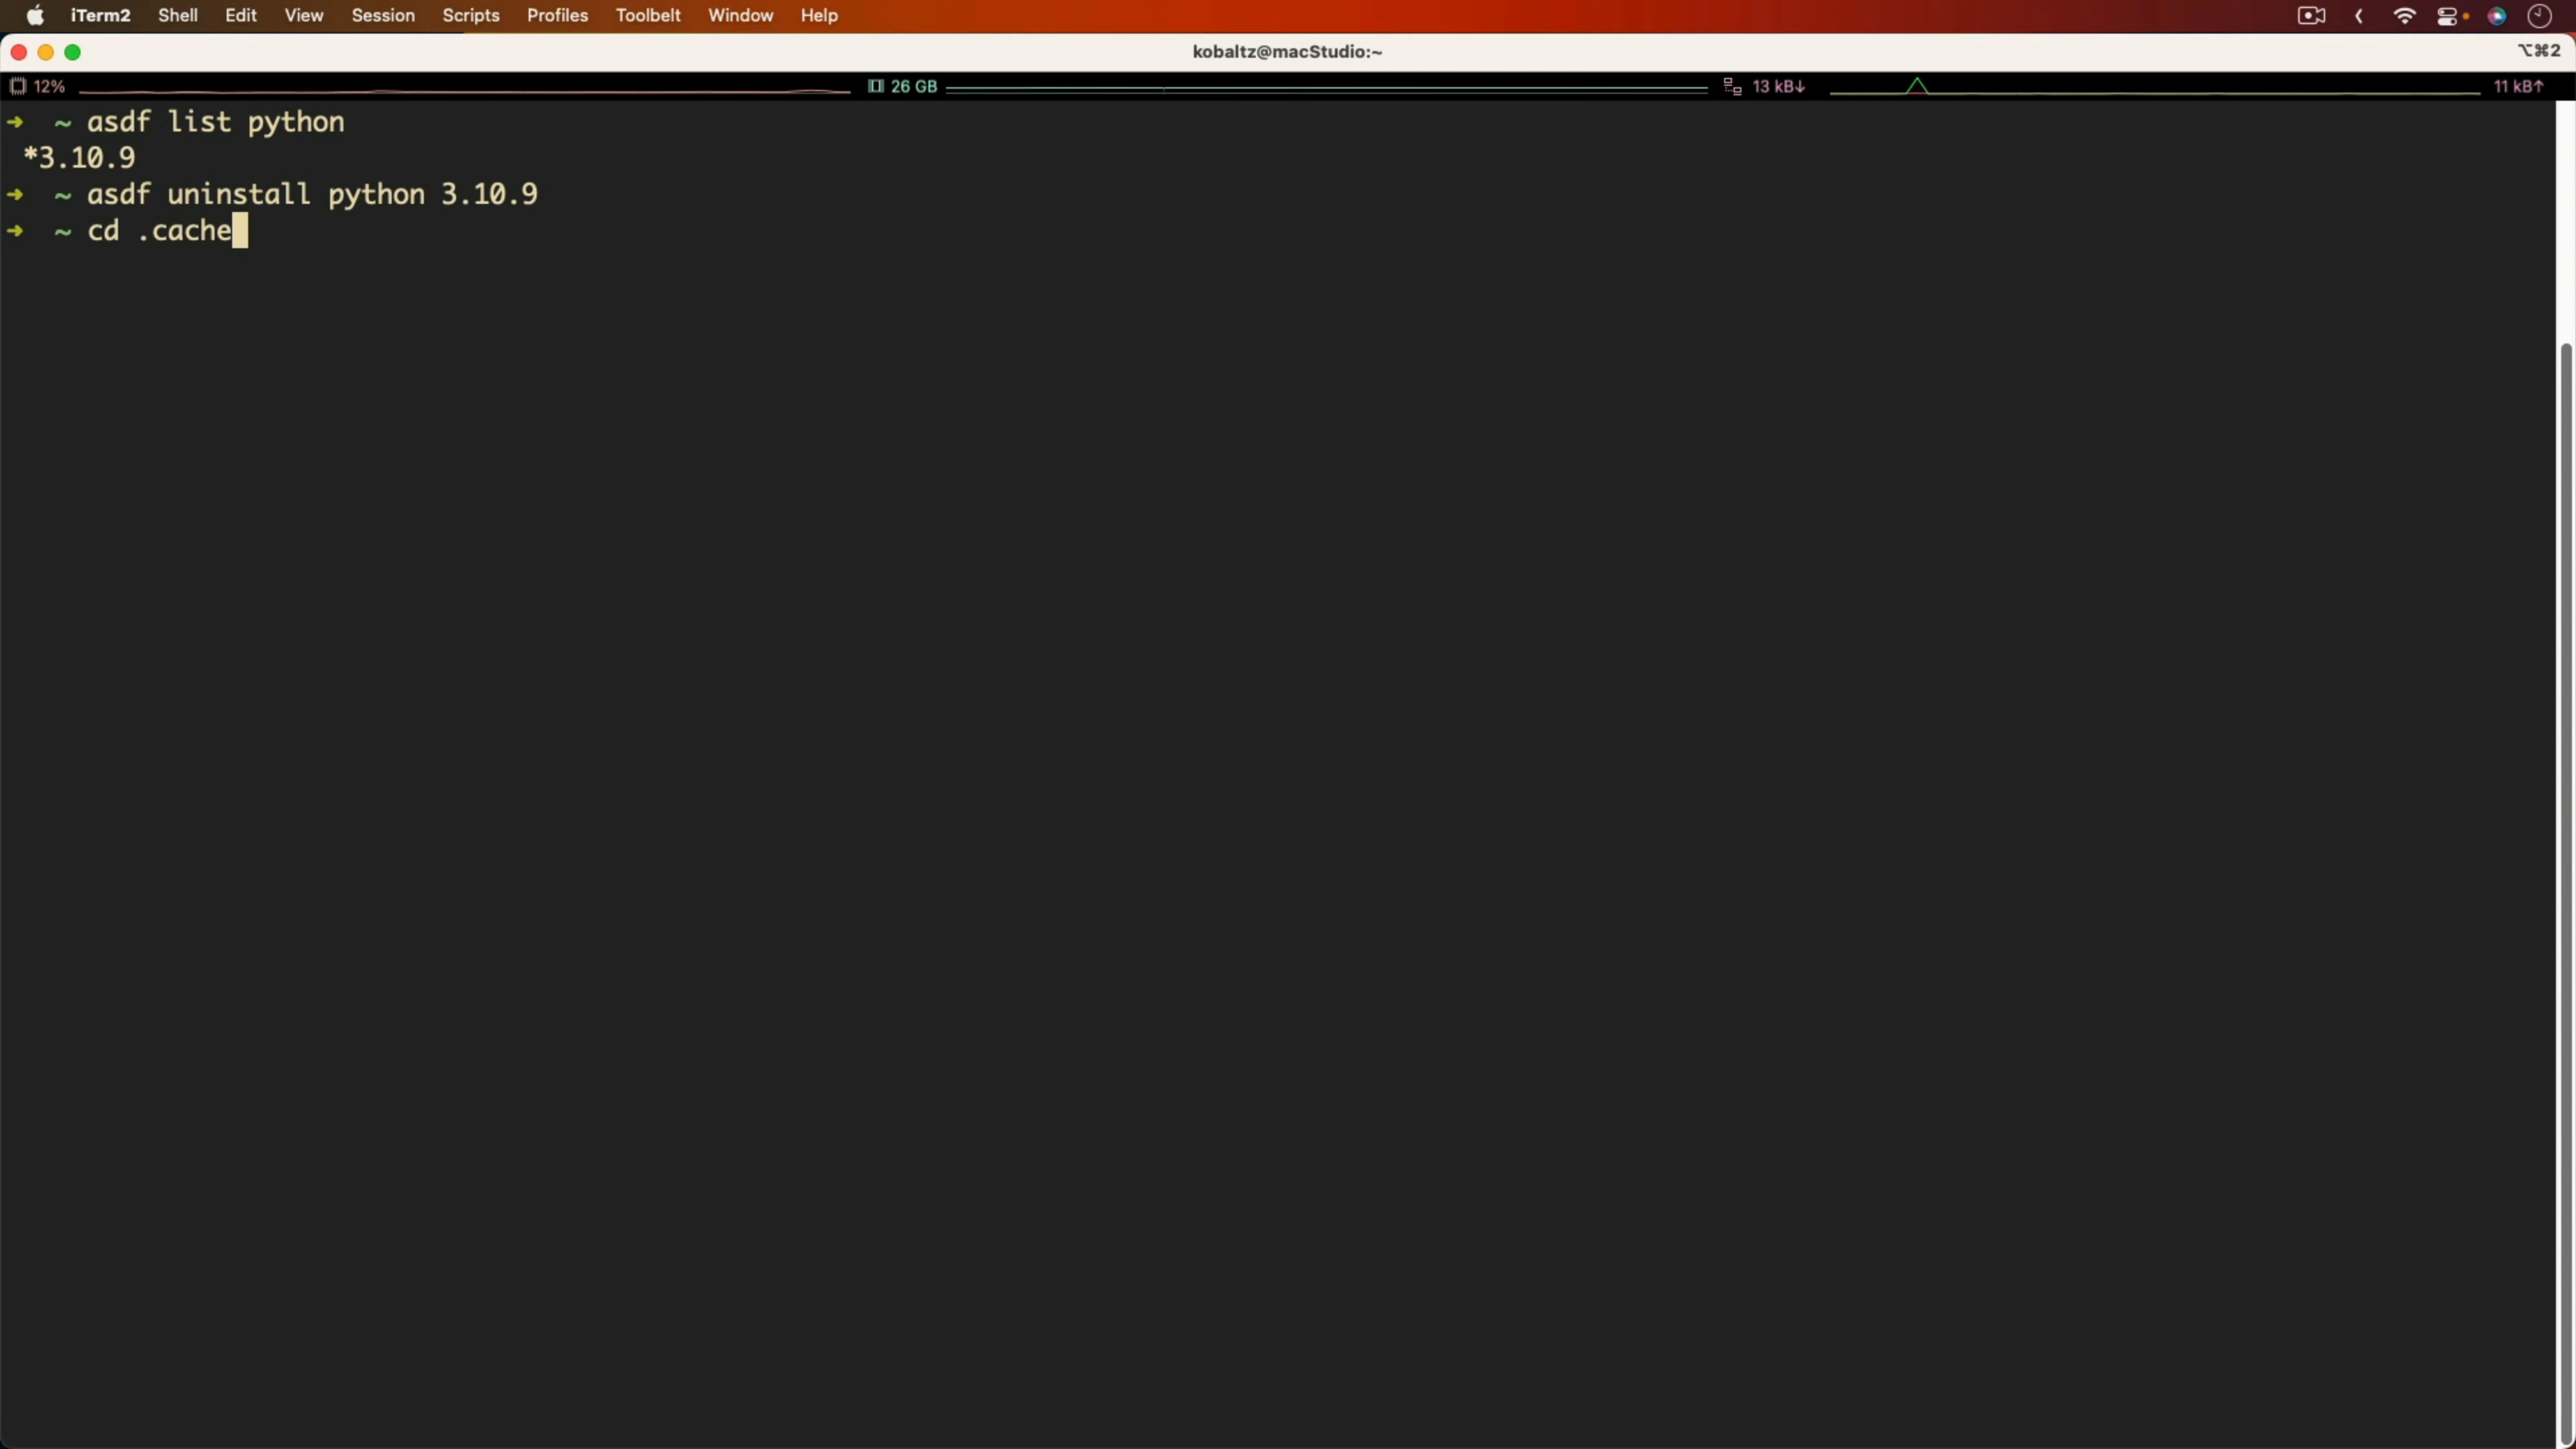 iTerm2 Shell Edit View Session Scripts Profiles Toolbelt Window Help
kobaltz@macStudio:~ ⌥⌘2
12% 26 GB 13 kB↓ 11 kB↑
➜ ~ asdf list python
*3.10.9
➜ ~ asdf uninstall python 3.10.9
➜ ~ cd .cache